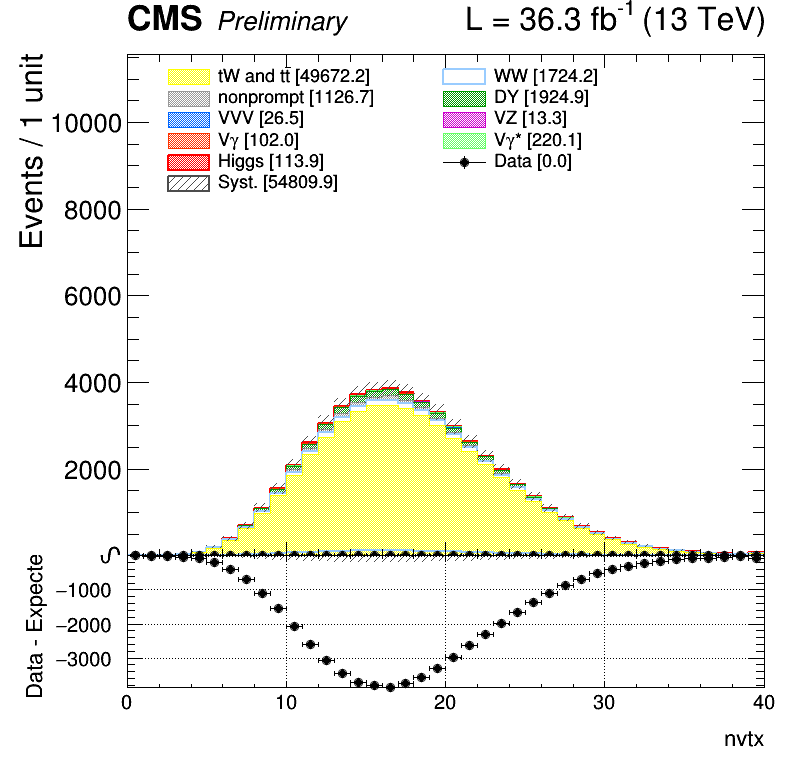 CMS Preliminary L = 36.3 fb-1 (13 TeV)
Events / 1 unit
tW and tt̄ [49672.2]
nonprompt [1126.7]
VVV [26.5]
Vγ [102.0]
Higgs [113.9]
Syst. [54809.9]
WW [1724.2]
DY [1924.9]
VZ [13.3]
Vγ* [220.1]
Data [0.0]
10000
8000
6000
4000
2000
Data - Expecte
−1000
−2000
−3000
0 10 20 30 40
nvtx